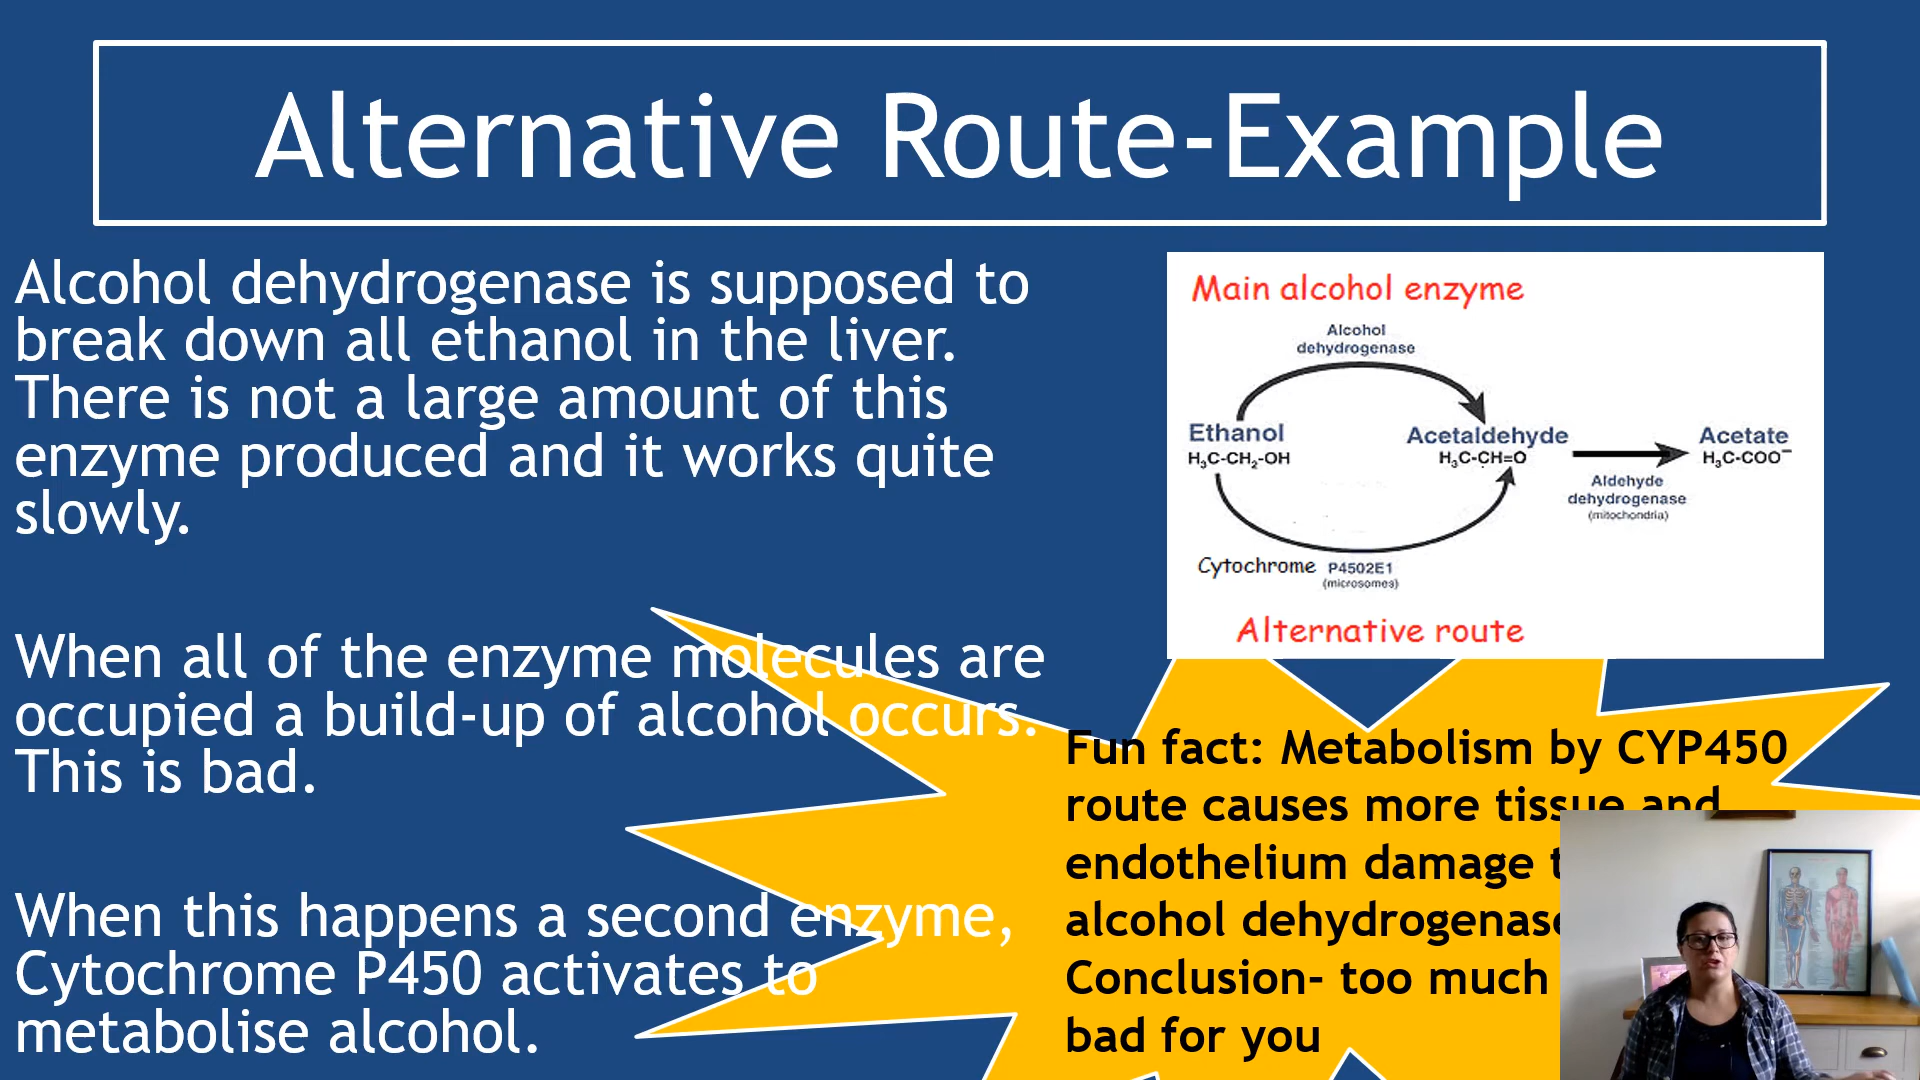 Alternative Route-Example
Alcohol dehydrogenase is supposed to
break down all ethanol in the liver.
There is not a large amount of this
enzyme produced and it works quite
slowly.
When all of the enzyme molecules are
occupied a build-up of alcohol occurs.
This is bad.
When this happens a second enzyme,
Cytochrome P450 activates to
metabolise alcohol.
Main alcohol enzyme
Alcohol
dehydrogenase
Ethanol
H₃C-CH₂-OH
Acetaldehyde
H₃C-CH=O
Acetate
H₃C-COO⁻
Aldehyde
dehydrogenase
(mitochondria)
Cytochrome P4502E1
(microsomes)
Alternative route
Fun fact: Metabolism by CYP450
route causes more tissue and
endothelium damage
alcohol dehydrogenase
Conclusion- too much
bad for you